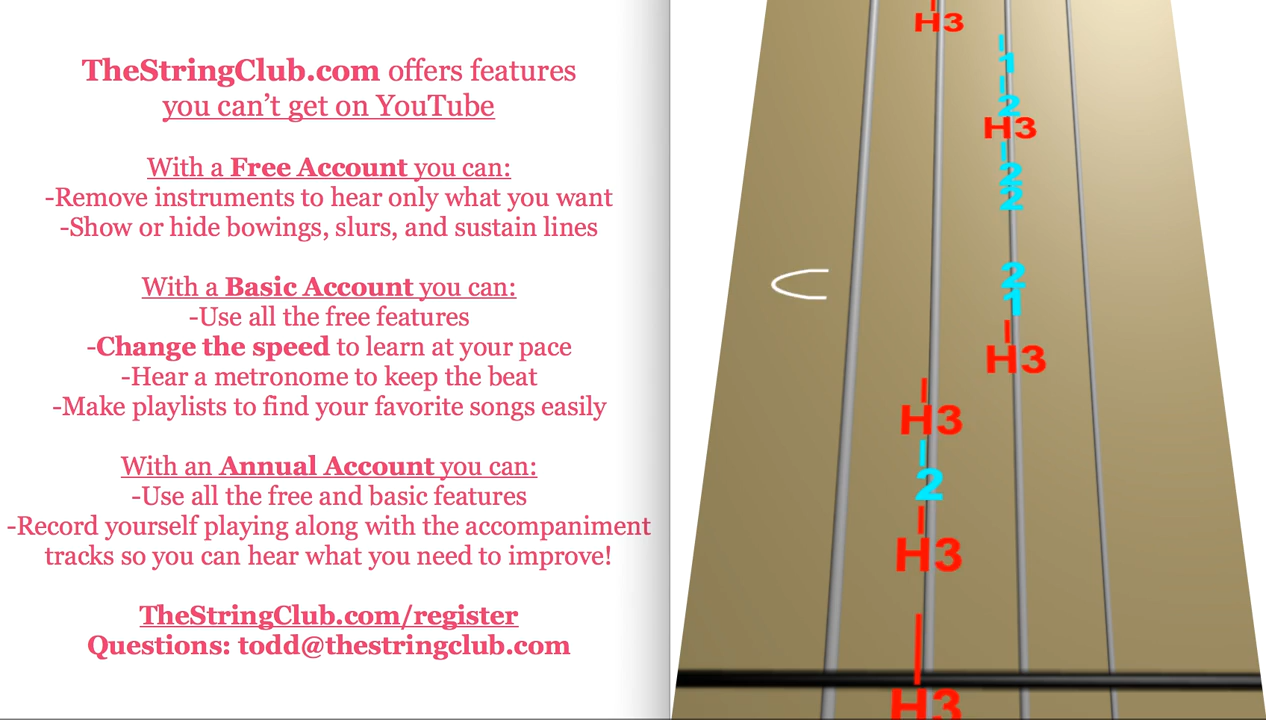 TheStringClub.com offers features
you can’t get on YouTube
With a Free Account you can:
-Remove instruments to hear only what you want
-Show or hide bowings, slurs, and sustain lines
With a Basic Account you can:
-Use all the free features
-Change the speed to learn at your pace
-Hear a metronome to keep the beat
-Make playlists to find your favorite songs easily
With an Annual Account you can:
-Use all the free and basic features
-Record yourself playing along with the accompaniment
tracks so you can hear what you need to improve!
TheStringClub.com/register
Questions: todd@thestringclub.com
H3
1
2
H3
2
2
2
1
H3
H3
2
H3
H3